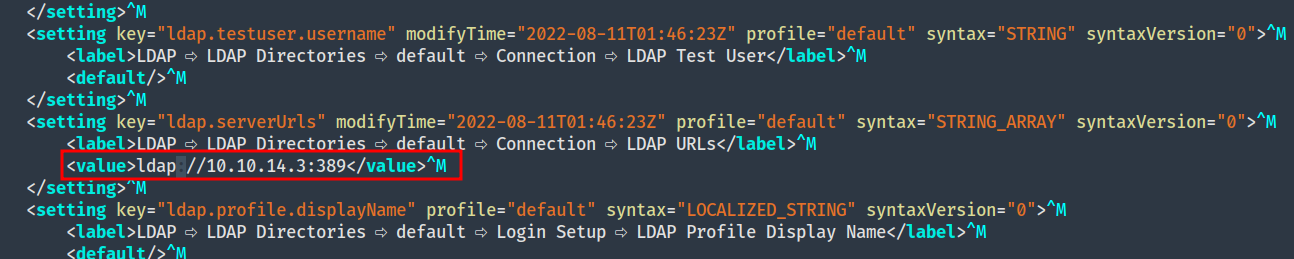 </setting>^M
<setting key="ldap.testuser.username" modifyTime="2022-08-11T01:46:23Z" profile="default" syntax="STRING" syntaxVersion="0">^M
<label>LDAP ⇨ LDAP Directories ⇨ default ⇨ Connection ⇨ LDAP Test User</label>^M
<default/>^M
</setting>^M
<setting key="ldap.serverUrls" modifyTime="2022-08-11T01:46:23Z" profile="default" syntax="STRING_ARRAY" syntaxVersion="0">^M
<label>LDAP ⇨ LDAP Directories ⇨ default ⇨ Connection ⇨ LDAP URLs</label>^M
<value>ldap://10.10.14.3:389</value>^M
</setting>^M
<setting key="ldap.profile.displayName" profile="default" syntax="LOCALIZED_STRING" syntaxVersion="0">^M
<label>LDAP ⇨ LDAP Directories ⇨ default ⇨ Login Setup ⇨ LDAP Profile Display Name</label>^M
<default/>^M